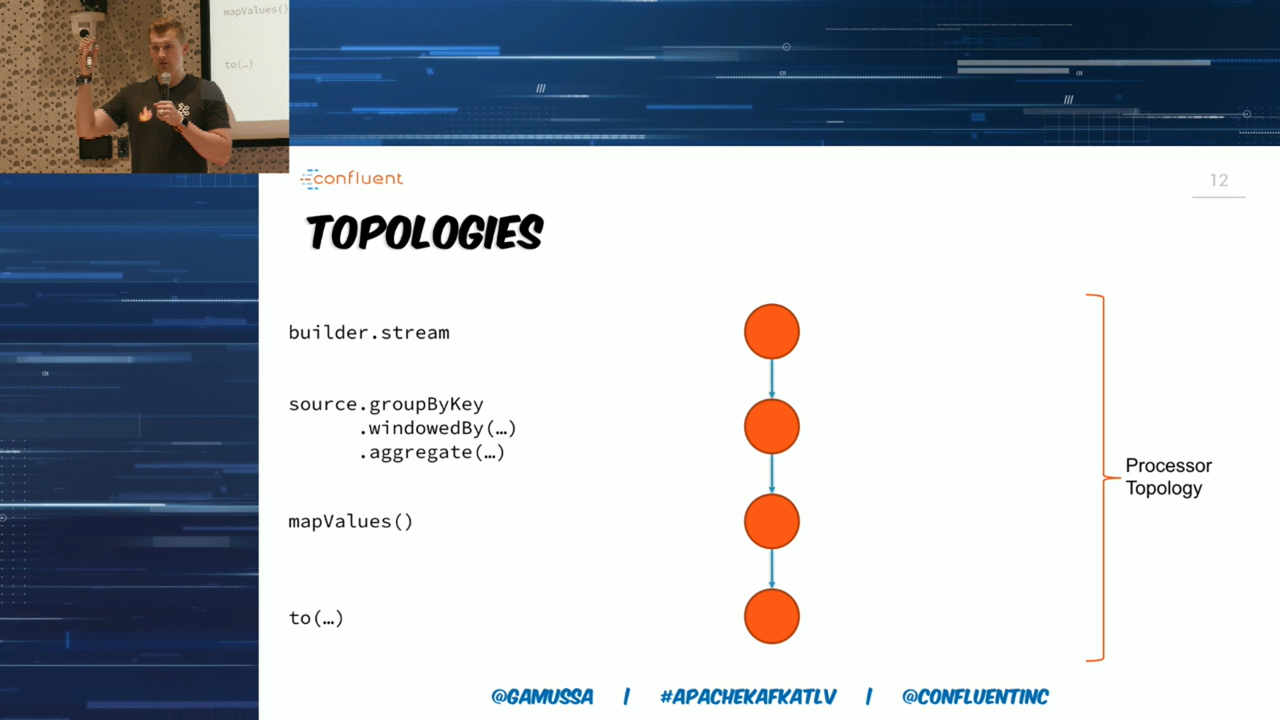 mapValues()
to(…)
confluent
12
TOPOLOGIES
builder.stream
source.groupByKey
.windowedBy(…)
.aggregate(…)
mapValues()
to(…)
Processor
Topology
@GAMUSSA | #APACHEKAFKATLV | @CONFLUENTINC